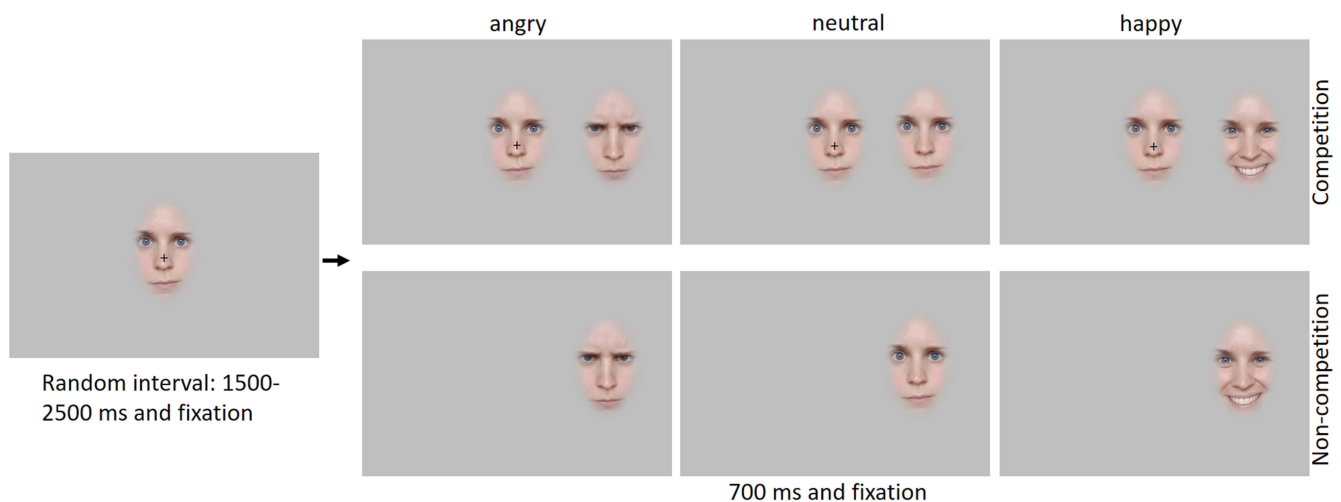 angry
neutral
happy
Competition
Random interval: 1500-
2500 ms and fixation
Non-competition
700 ms and fixation